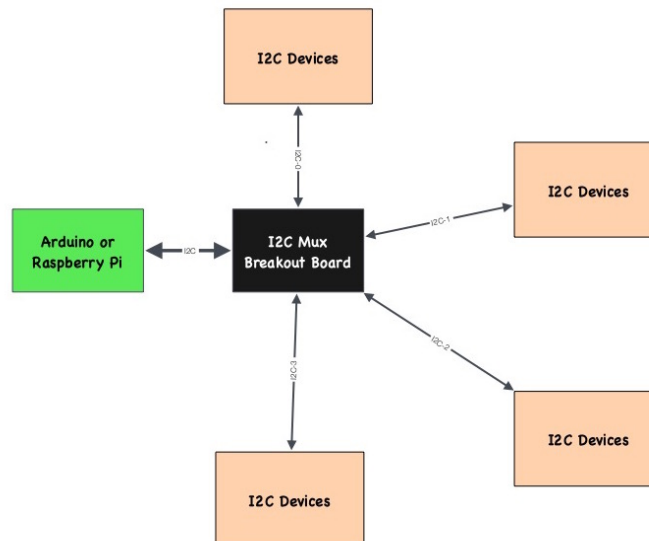 I2C Devices
I2C-0
I2C Devices
I2C-1
Arduino or
Raspberry Pi
I2C
I2C Mux
Breakout Board
I2C-2
I2C-3
I2C Devices
I2C Devices